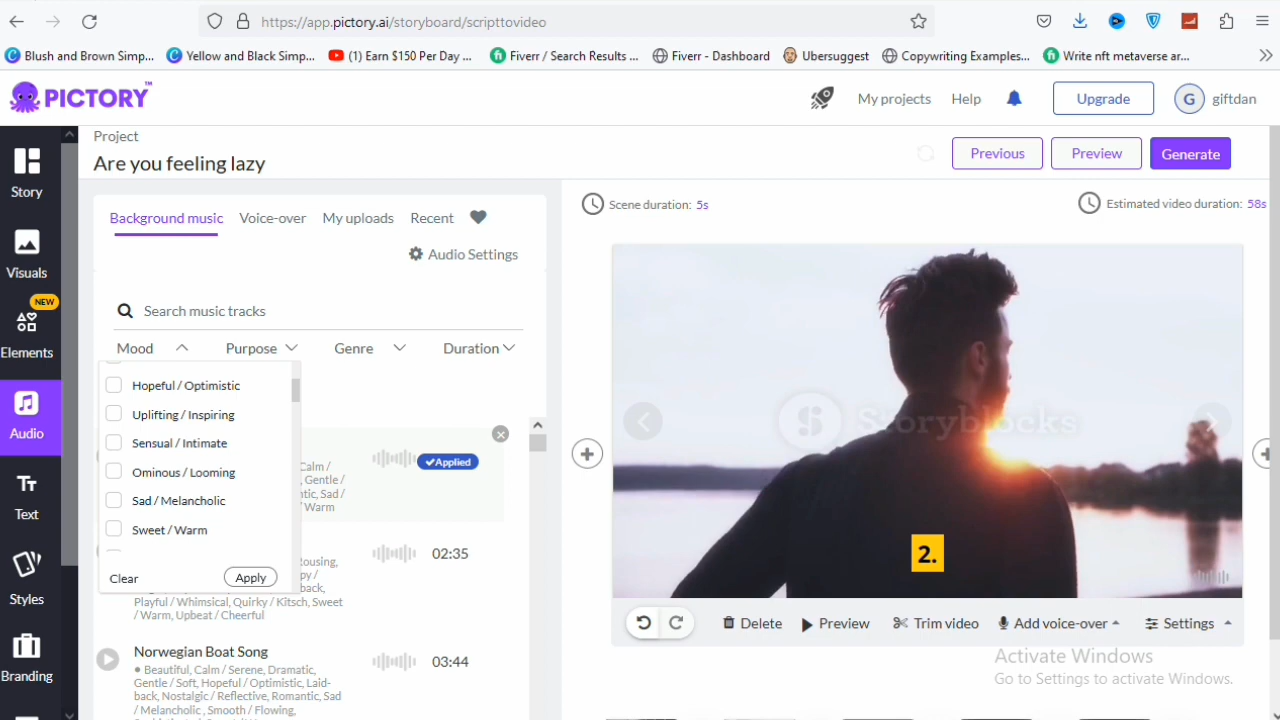 https://app.pictory.ai/storyboard/scripttovideo
Blush and Brown Simp...
Yellow and Black Simp...
(1) Earn $150 Per Day ...
Fiverr / Search Results ...
Fiverr - Dashboard
Ubersuggest
Copywriting Examples...
Write nft metaverse ar...
PICTORY™
My projects
Help
Upgrade
G
giftdan
Project
Are you feeling lazy
Previous
Preview
Generate
Story
Visuals
NEW
Elements
Audio
Text
Styles
Branding
Background music
Voice-over
My uploads
Recent
Audio Settings
Search music tracks
Mood
Purpose
Genre
Duration
Hopeful / Optimistic
Uplifting / Inspiring
Sensual / Intimate
Ominous / Looming
Sad / Melancholic
Sweet / Warm
Clear
Apply
Calm /
Gentle /
tic, Sad /
Warm
Applied
ousing,
py /
back,
Playful / Whimsical, Quirky / Kitsch, Sweet
/ Warm, Upbeat / Cheerful
02:35
Norwegian Boat Song
• Beautiful, Calm / Serene, Dramatic,
Gentle / Soft, Hopeful / Optimistic, Laid-
back, Nostalgic / Reflective, Romantic, Sad
/ Melancholic , Smooth / Flowing,
03:44
Scene duration: 5s
Estimated video duration: 58s
Storyblocks
2.
Delete
Preview
Trim video
Add voice-over
Settings
Activate Windows
Go to Settings to activate Windows.